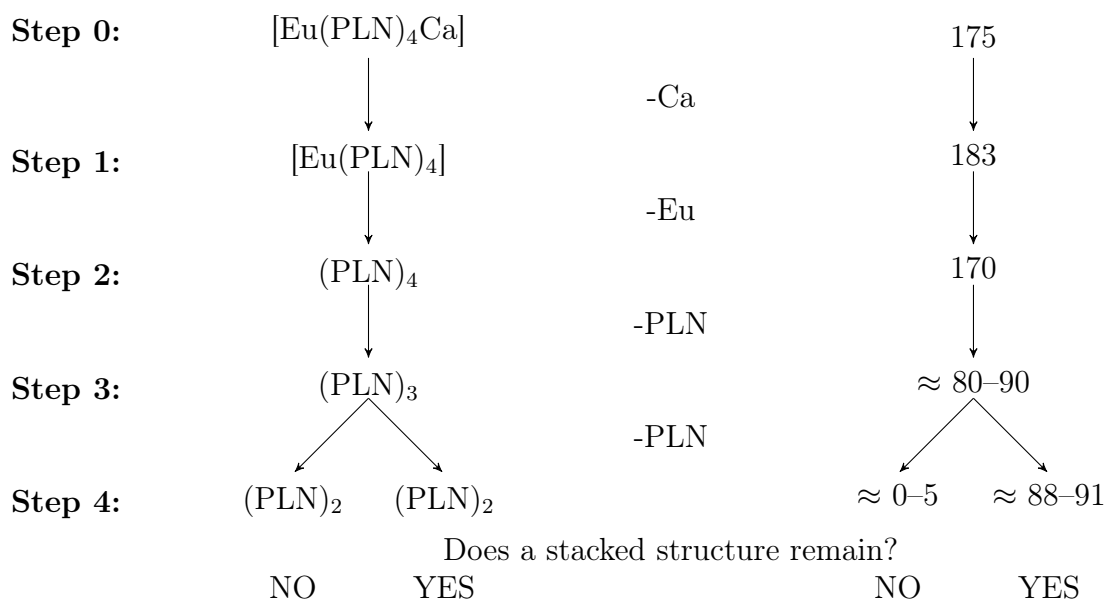 Step 0: [Eu(PLN)₄Ca] 175
-Ca
Step 1: [Eu(PLN)₄] 183
-Eu
Step 2: (PLN)₄ 170
-PLN
Step 3: (PLN)₃ ≈ 80–90
-PLN
Step 4: (PLN)₂ (PLN)₂ ≈ 0–5 ≈ 88–91
Does a stacked structure remain?
NO YES NO YES